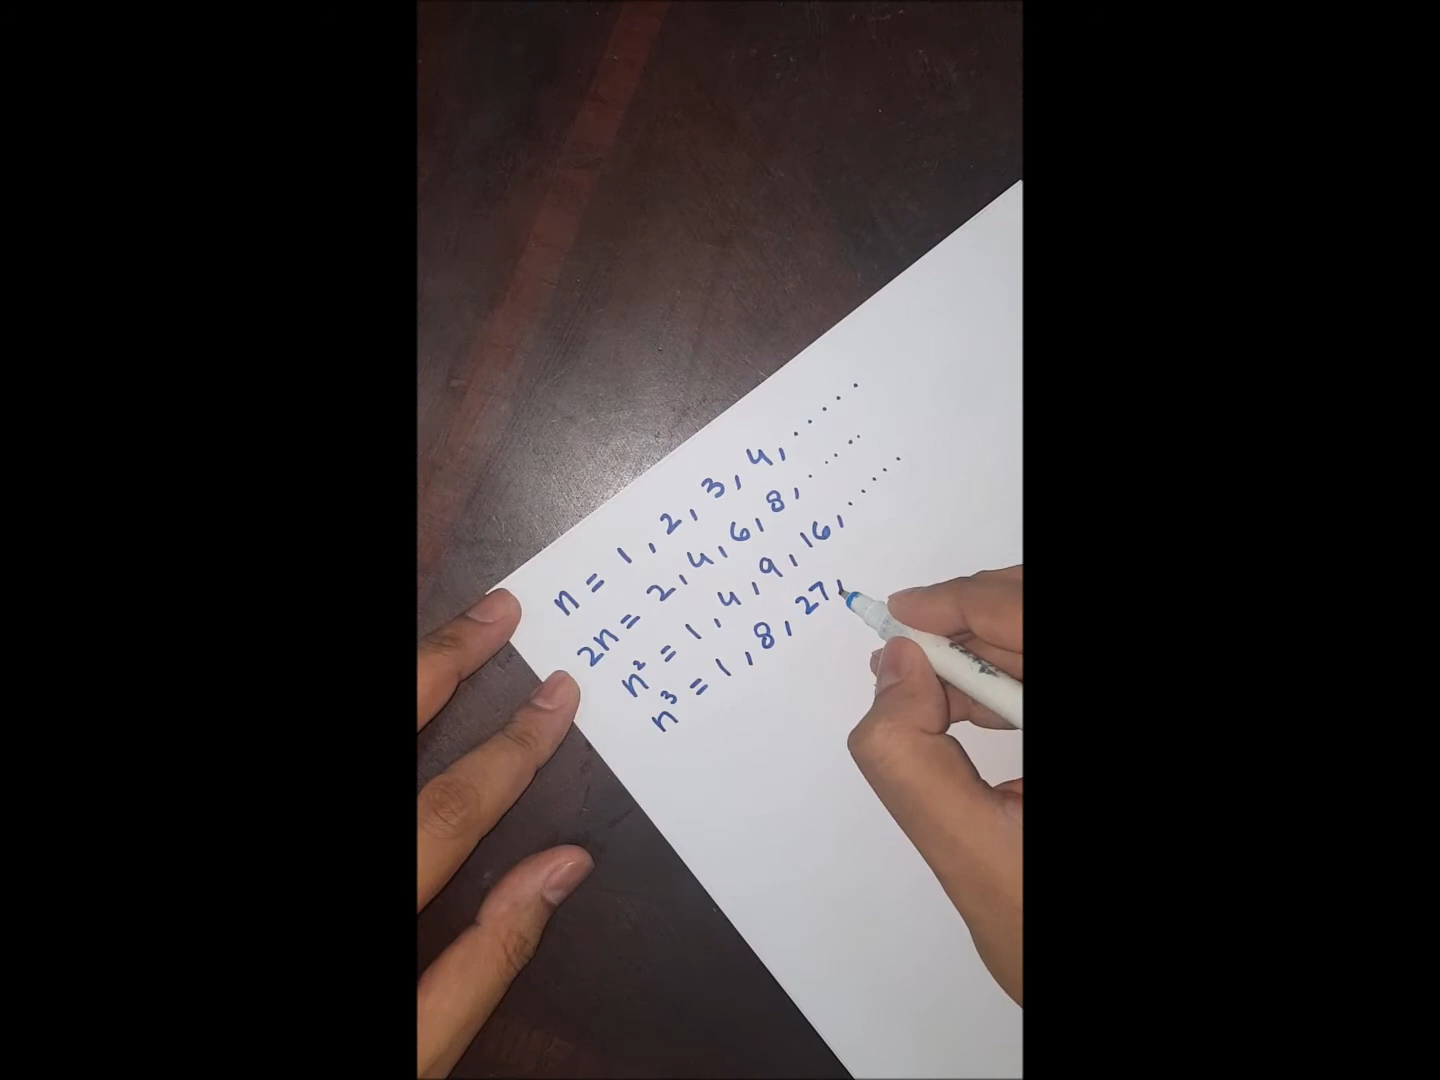 n = 1, 2, 3, 4, ......
2n = 2, 4, 6, 8, ......
n² = 1, 4, 9, 16, ......
n³ = 1, 8, 27,